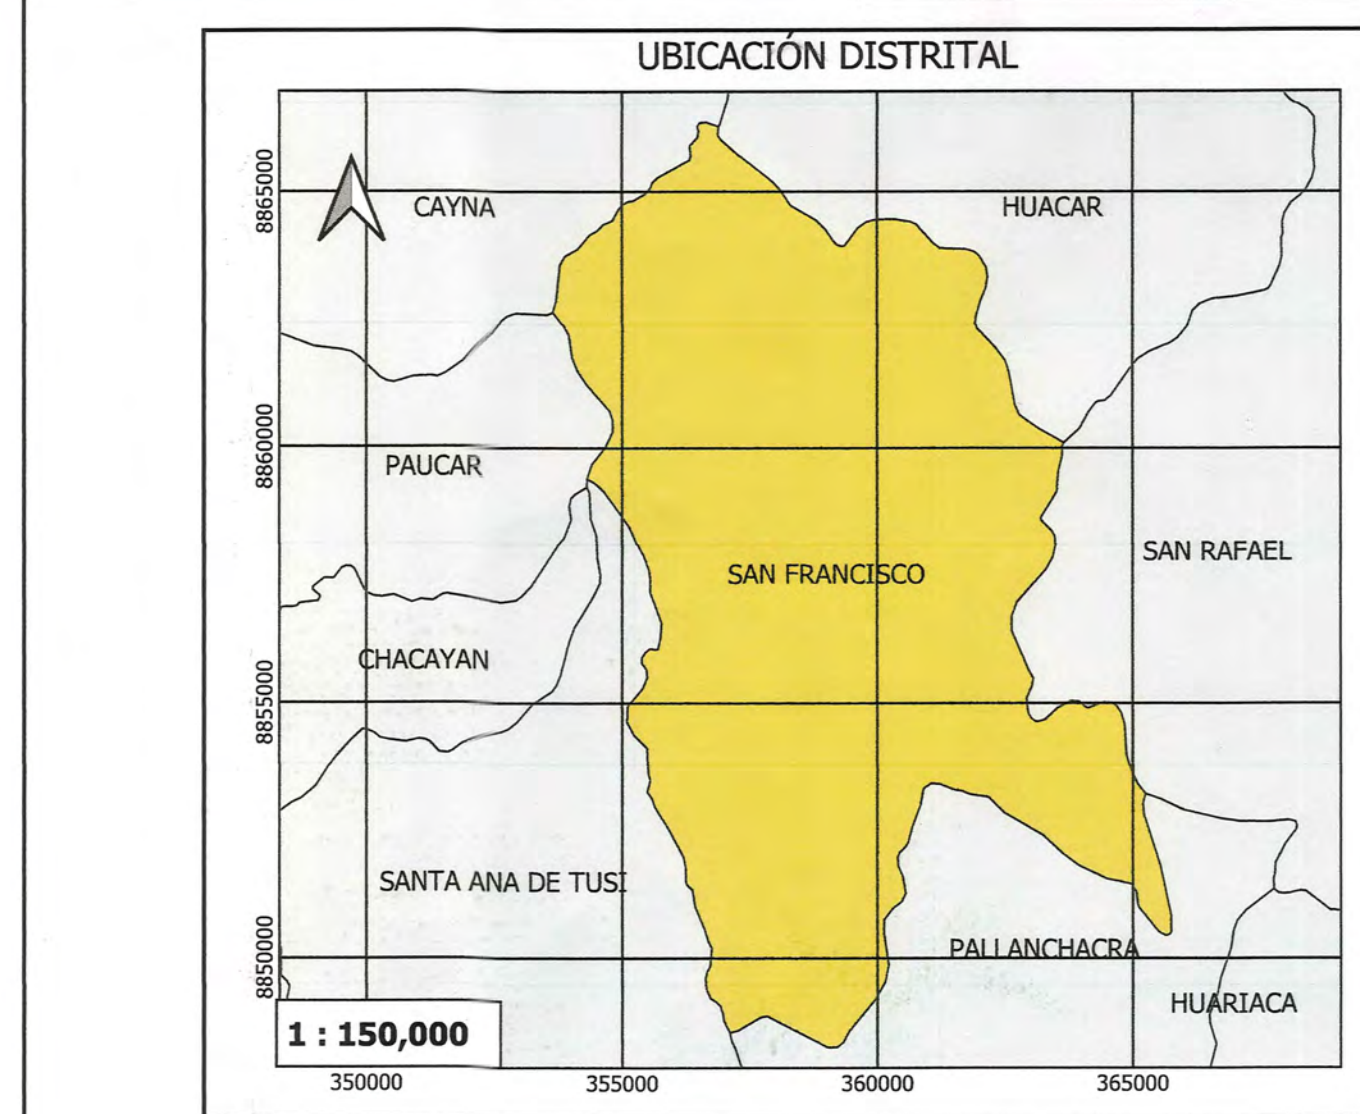 UBICACIÓN DISTRITAL
8865000
CAYNA
HUACAR
8860000
PAUCAR
SAN RAFAEL
SAN FRANCISCO
CHACAYAN
8855000
SANTA ANA DE TUSI
8850000
PALLANCHACRA
HUARIACA
1 : 150,000
350000
355000
360000
365000